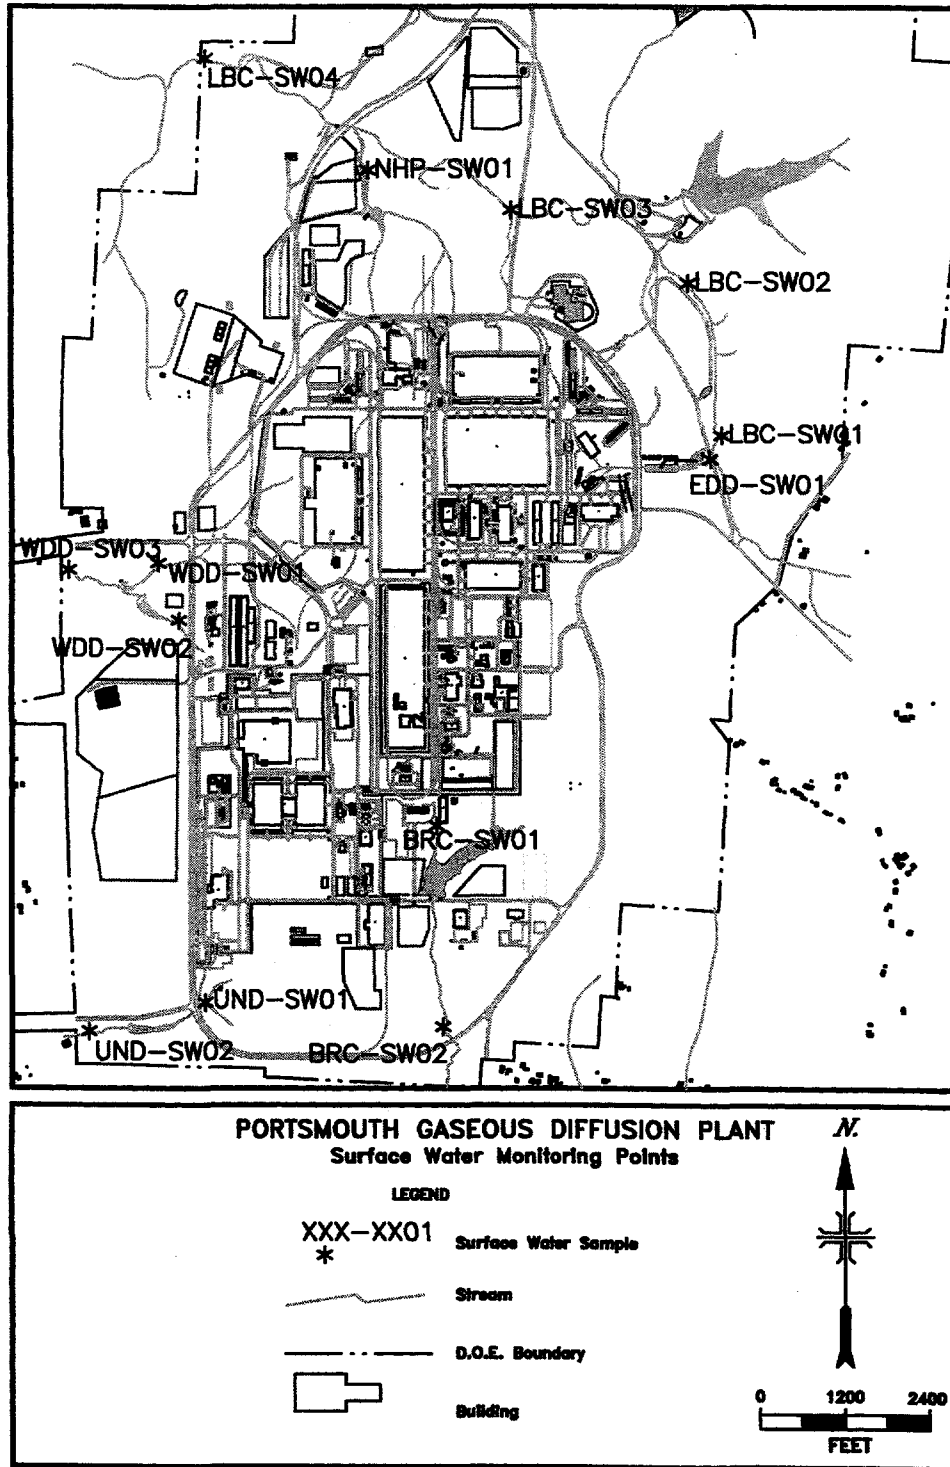 LBC-SW04
NHP-SW01
LBC-SW03
LBC-SW02
LBC-SW01
EDD-SW01
WDD-SW03
WDD-SW01
WDD-SW02
BRC-SW01
UND-SW01
UND-SW02
BRC-SW02
PORTSMOUTH GASEOUS DIFFUSION PLANT
Surface Water Monitoring Points
N.
LEGEND
XXX-XX01
Surface Water Sample
Stream
D.O.E. Boundary
Building
0 1200 2400
FEET